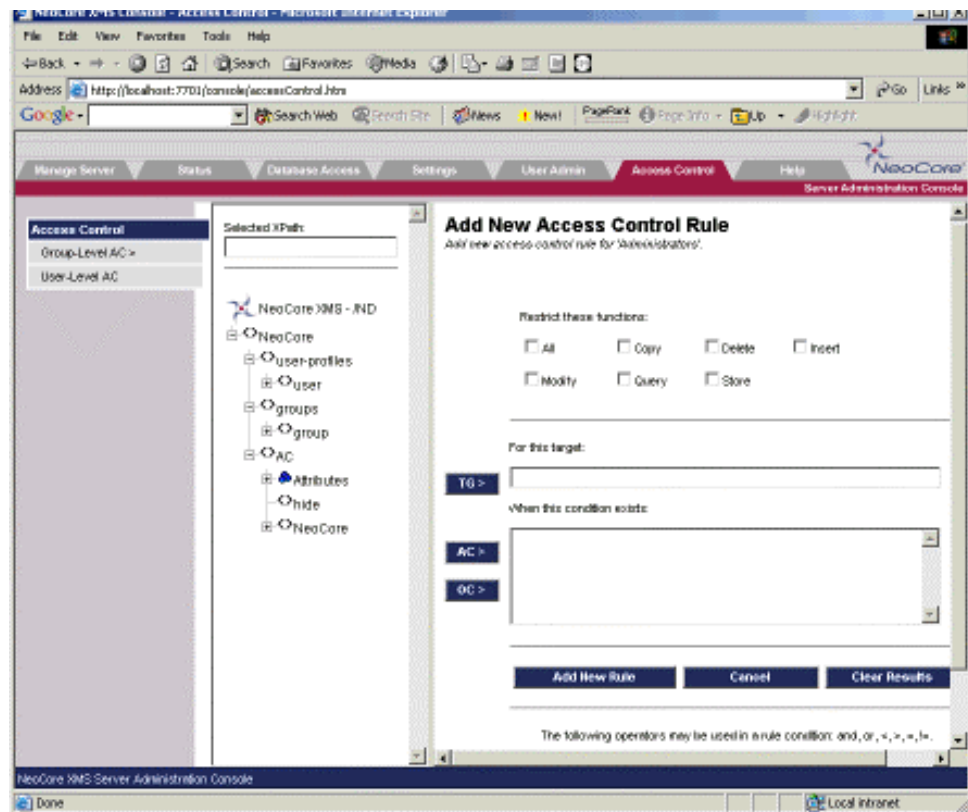 NeoCore XMS Console - Access Control - Microsoft Internet Explorer
File Edit View Favorites Tools Help
Back Search Favorites Media
Address http://localhost:7701/console/accessControl.htm Go Links »
Google Search Web Search Site News New! PageRank Page Info Up Highlight
Manage Server Status Database Access Settings User Admin Access Control Help NeoCore
Server Administration Console
Access Control
Group-Level AC >
User-Level AC
Selected XPath:
NeoCore XMS - /ND
NeoCore
user-profiles
user
groups
group
AC
Attributes
hide
NeoCore
Add New Access Control Rule
Add new access control rule for 'Administrators'.
Restrict these functions:
All Copy Delete Insert
Modify Query Store
For this target:
TG >
When this condition exists:
AC >
OC >
Add New Rule Cancel Clear Results
The following operators may be used in a rule condition: and, or, <, >, =, !=.
NeoCore XMS Server Administration Console
Done Local intranet